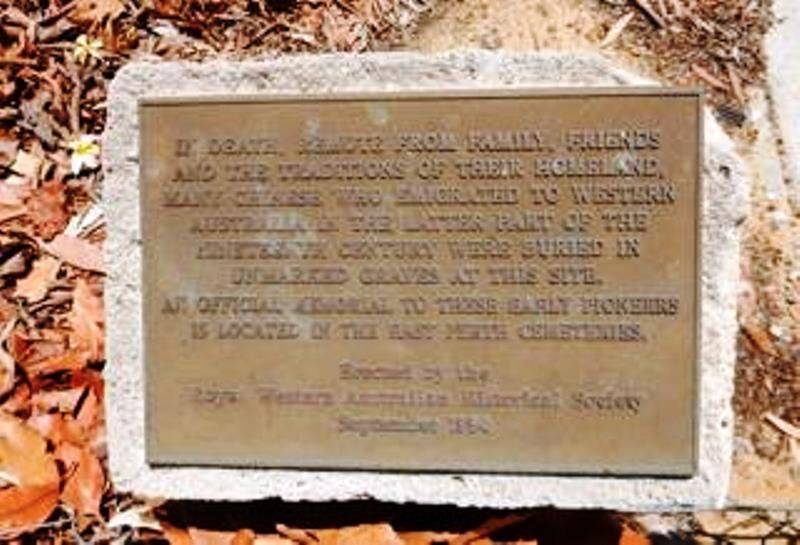 IN DEATH, REMOTE FROM FAMILY, FRIENDS
AND THE TRADITIONS OF THEIR HOMELAND,
MANY CHINESE WHO EMIGRATED TO WESTERN
AUSTRALIA IN THE LATTER PART OF THE
NINETEENTH CENTURY WERE BURIED IN
UNMARKED GRAVES AT THIS SITE.
AN OFFICIAL MEMORIAL TO THESE EARLY PIONEERS
IS LOCATED IN THE EAST PERTH CEMETERIES.
Erected by the
Royal Western Australian Historical Society
September